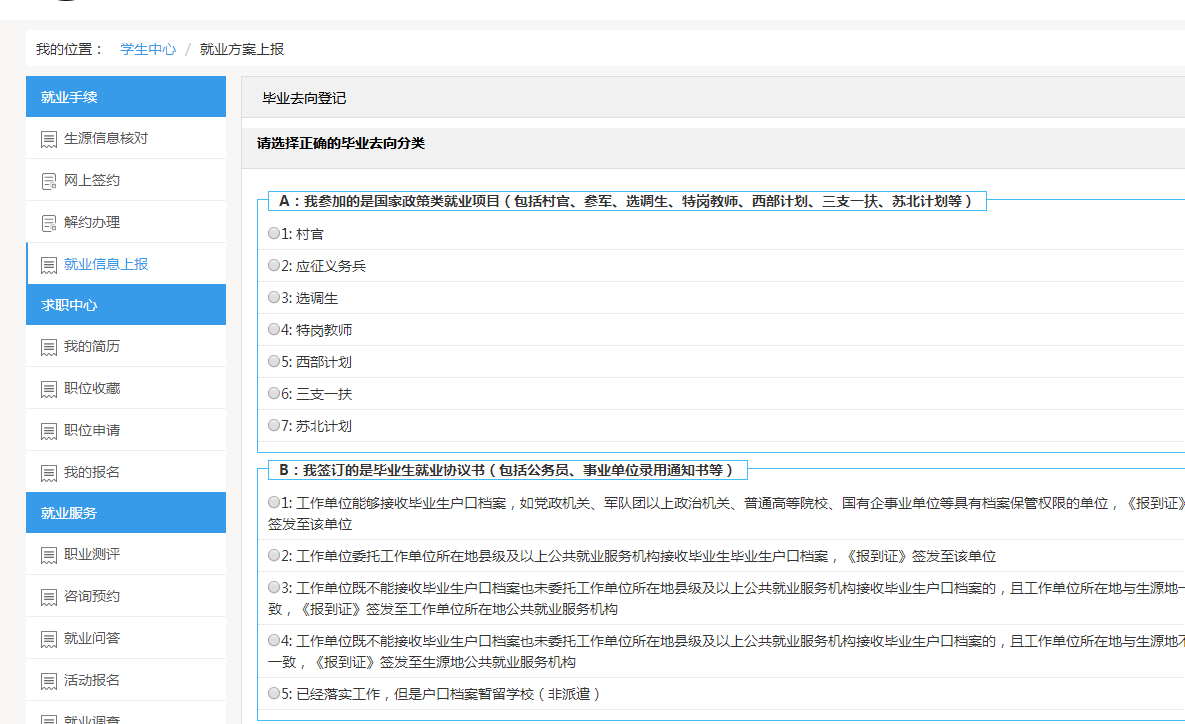 我的位置： 学生中心 / 就业方案上报
就业手续
生源信息核对
网上签约
解约办理
就业信息上报
求职中心
我的简历
职位收藏
职位申请
我的报名
就业服务
职业测评
咨询预约
就业问答
活动报名
就业调查
毕业去向登记
请选择正确的毕业去向分类
A：我参加的是国家政策类就业项目（包括村官、参军、选调生、特岗教师、西部计划、三支一扶、苏北计划等）
1: 村官
2: 应征义务兵
3: 选调生
4: 特岗教师
5: 西部计划
6: 三支一扶
7: 苏北计划
B：我签订的是毕业生就业协议书（包括公务员、事业单位录用通知书等）
1: 工作单位能够接收毕业生户口档案，如党政机关、军队团以上政治机关、普通高等院校、国有企事业单位等具有档案保管权限的单位，《报到证》
签发至该单位
2: 工作单位委托工作单位所在地县级及以上公共就业服务机构接收毕业生毕业生户口档案，《报到证》签发至该单位
3: 工作单位既不能接收毕业生户口档案也未委托工作单位所在地县级及以上公共就业服务机构接收毕业生户口档案的，且工作单位所在地与生源地一
致，《报到证》签发至工作单位所在地公共就业服务机构
4: 工作单位既不能接收毕业生户口档案也未委托工作单位所在地县级及以上公共就业服务机构接收毕业生户口档案的，且工作单位所在地与生源地不
一致，《报到证》签发至生源地公共就业服务机构
5: 已经落实工作，但是户口档案暂留学校（非派遣）